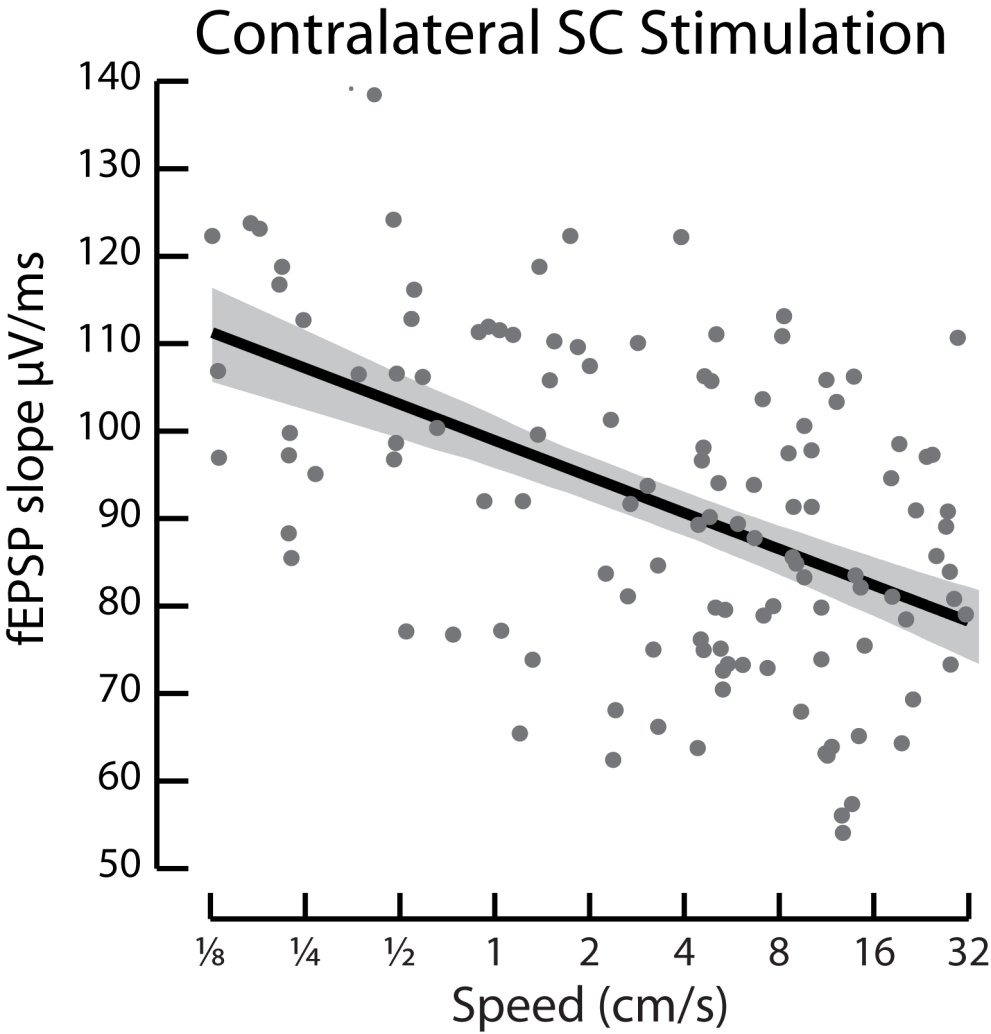 Contralateral SC Stimulation
fEPSP slope µV/ms
140
130
120
110
100
90
80
70
60
50
⅛ ¼ ½ 1 2 4 8 16 32
Speed (cm/s)